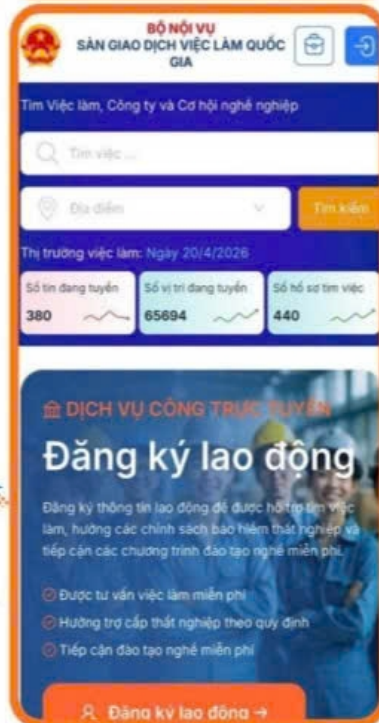 BỘ NỘI VỤ
SÀN GIAO DỊCH VIỆC LÀM QUỐC
GIA
Tìm Việc làm, Công ty và Cơ hội nghề nghiệp
Tìm việc ...
Địa điểm
Tìm kiếm
Thị trường việc làm: Ngày 20/4/2026
Số tin đang tuyển
380
Số vị trí đang tuyển
65694
Số hồ sơ tìm việc
440
DỊCH VỤ CÔNG TRỰC TUYẾN
Đăng ký lao động
Đăng ký thông tin lao động để được hỗ trợ tìm việc
làm, hưởng các chính sách bảo hiểm thất nghiệp và
tiếp cận các chương trình đào tạo nghề miễn phí.
Được tư vấn việc làm miễn phí
Hưởng trợ cấp thất nghiệp theo quy định
Tiếp cận đào tạo nghề miễn phí
Đăng ký lao động →